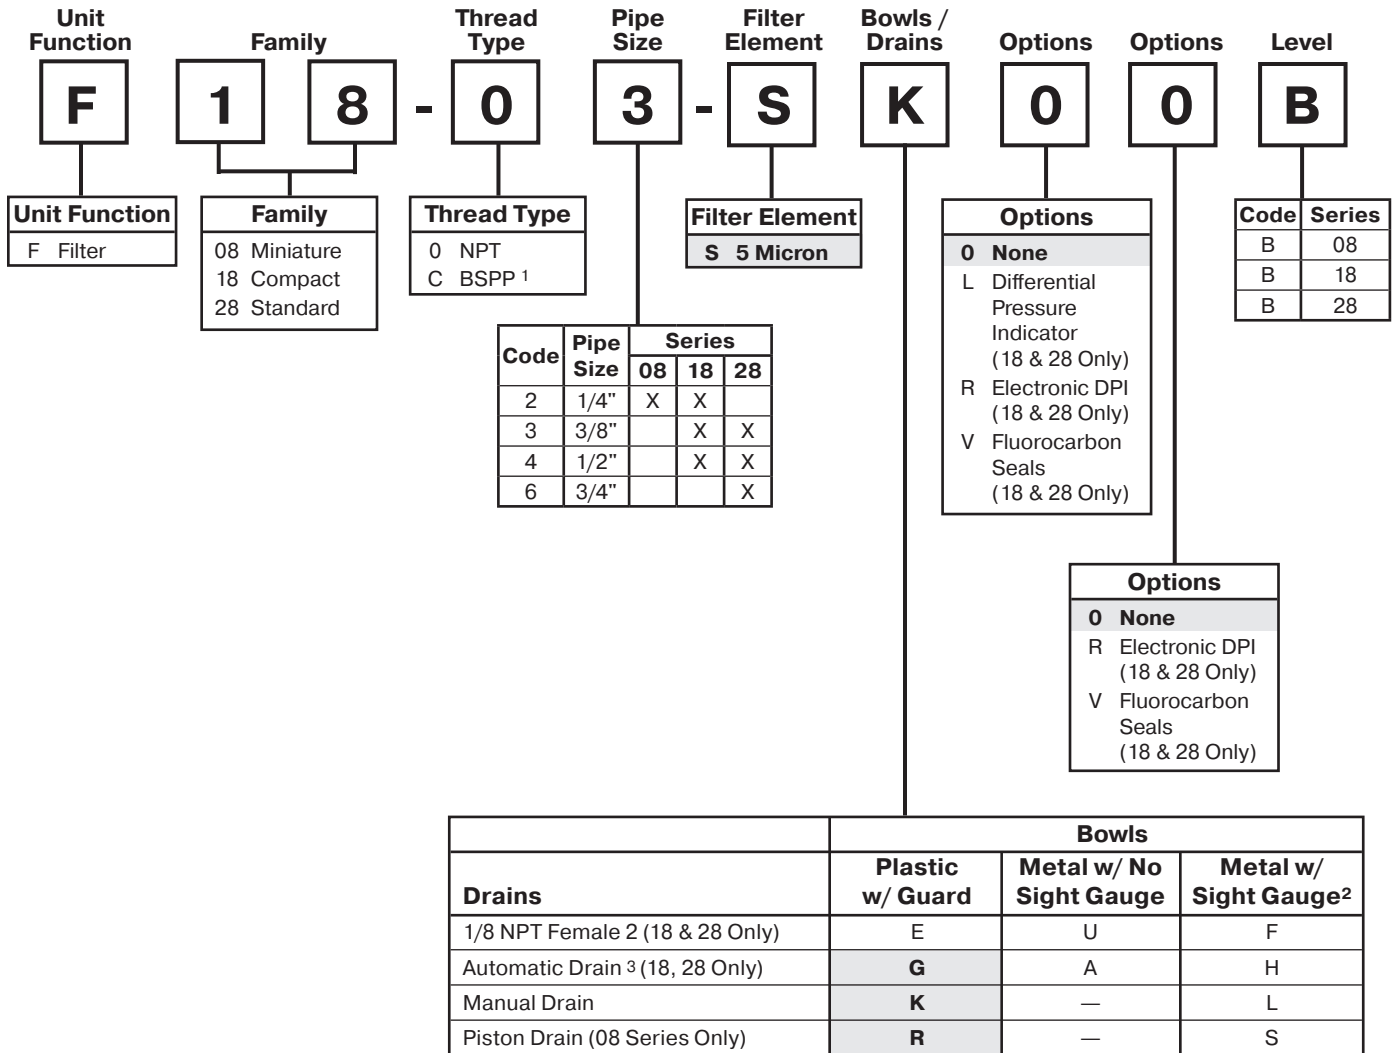 Unit Function
Family
Thread Type
Pipe Size
Filter Element
Bowls / Drains
Options
Options
Level
F 1 8 - 0 3 - S K 0 0 B
Unit Function
F Filter
Family
08 Miniature
18 Compact
28 Standard
Thread Type
0 NPT
C BSPP 1
Filter Element
S 5 Micron
Options
0 None
L Differential
Pressure
Indicator
(18 & 28 Only)
R Electronic DPI
(18 & 28 Only)
V Fluorocarbon
Seals
(18 & 28 Only)
Code Series
B 08
B 18
B 28
Code Pipe Size Series
08 18 28
2 1/4" X X
3 3/8" X X
4 1/2" X X
6 3/4" X
Options
0 None
R Electronic DPI
(18 & 28 Only)
V Fluorocarbon
Seals
(18 & 28 Only)
Bowls
Drains
Plastic w/ Guard
Metal w/ No Sight Gauge
Metal w/ Sight Gauge2
1/8 NPT Female 2 (18 & 28 Only) E U F
Automatic Drain 3 (18, 28 Only) G A H
Manual Drain K — L
Piston Drain (08 Series Only) R — S